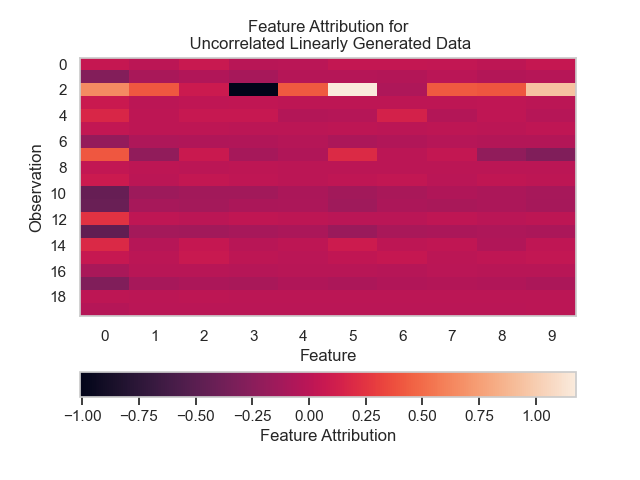 Feature Attribution for
Uncorrelated Linearly Generated Data
Observation
0
2
4
6
8
10
12
14
16
18
0 1 2 3 4 5 6 7 8 9
Feature
−1.00 −0.75 −0.50 −0.25 0.00 0.25 0.50 0.75 1.00
Feature Attribution